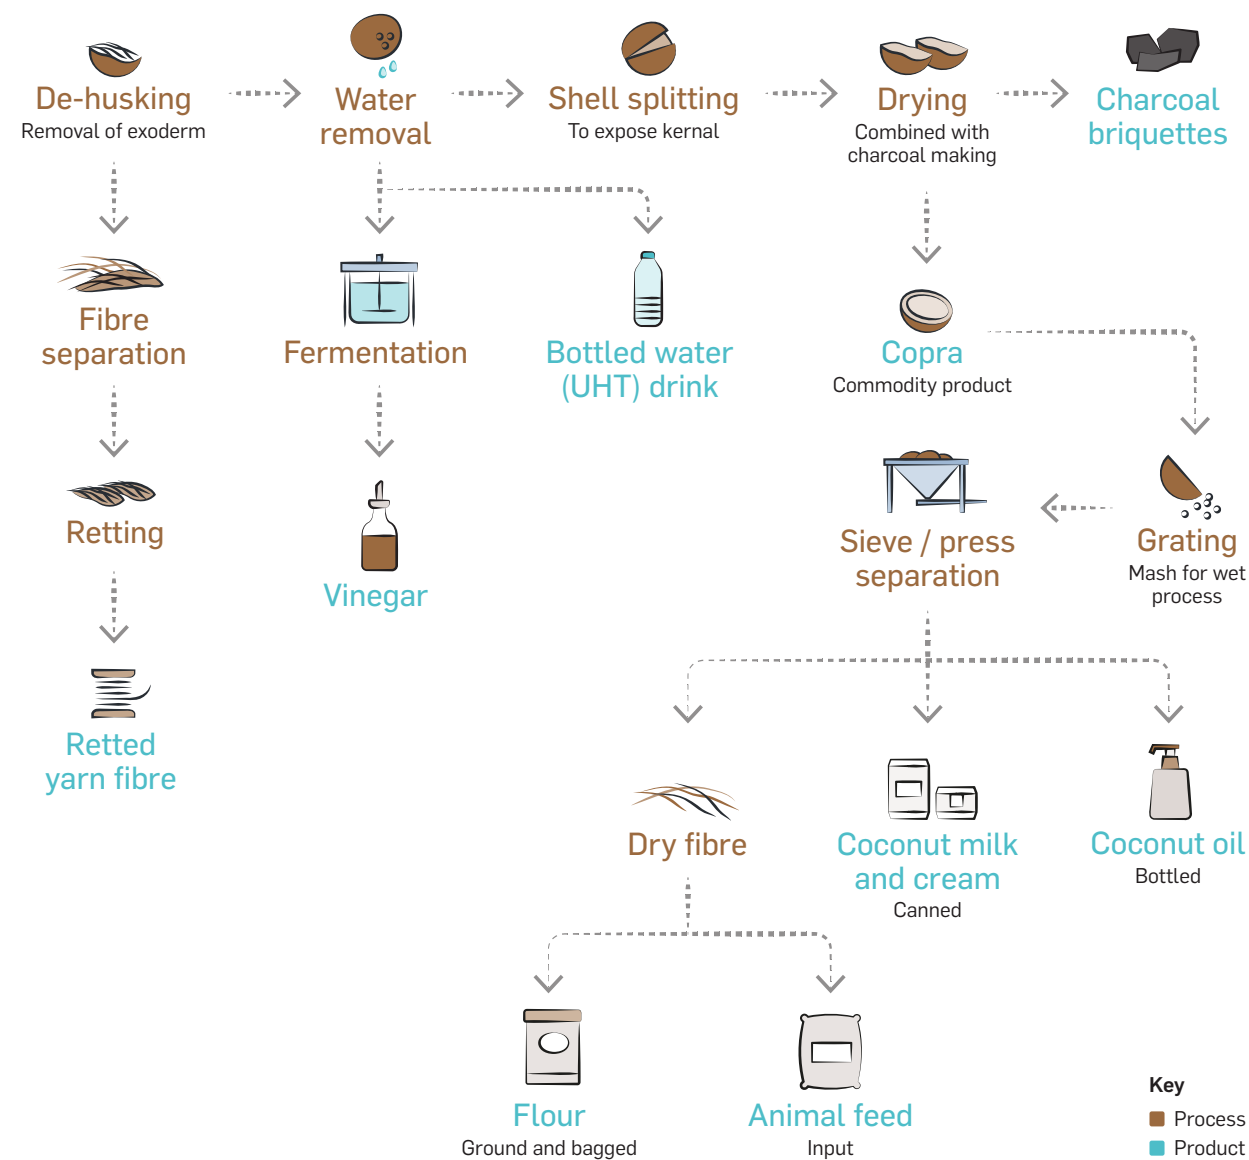 De-husking
Removal of exoderm
Water
removal
Shell splitting
To expose kernal
Drying
Combined with
charcoal making
Charcoal
briquettes
Fibre
separation
Fermentation
Bottled water
(UHT) drink
Copra
Commodity product
Retting
Vinegar
Sieve / press
separation
Grating
Mash for wet
process
Retted
yarn fibre
Dry fibre
Coconut milk
and cream
Canned
Coconut oil
Bottled
Flour
Ground and bagged
Animal feed
Input
Key
Process
Product